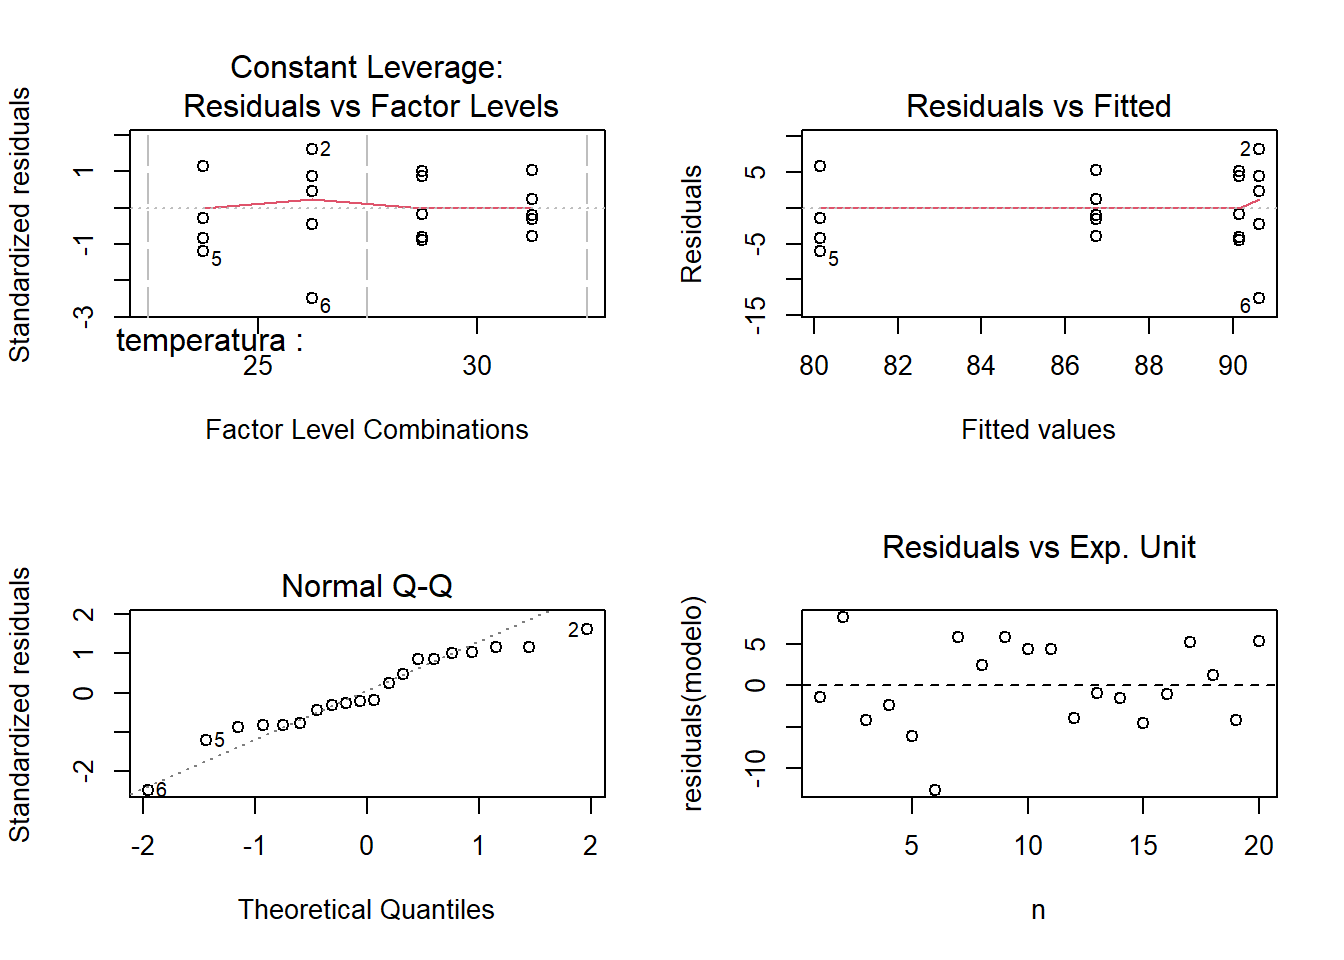 Constant Leverage:
Residuals vs Factor Levels
Standardized residuals
1
-1
-3
2
5
6
temperatura :
25 30
Factor Level Combinations
Residuals vs Fitted
Residuals
5
-5
-15
2
5
6
80 82 84 86 88 90
Fitted values
Normal Q-Q
Standardized residuals
2
1
0
-2
2
5
6
-2 -1 0 1 2
Theoretical Quantiles
Residuals vs Exp. Unit
residuals(modelo)
5
0
-10
5 10 15 20
n